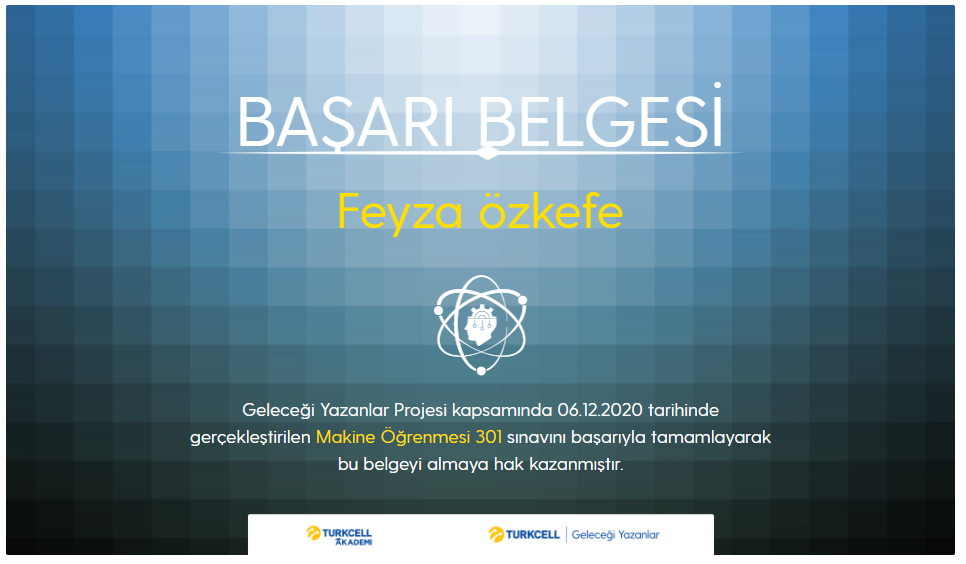 BAŞARI BELGESİ
Feyza özkefe
Geleceği Yazanlar Projesi kapsamında 06.12.2020 tarihinde
gerçekleştirilen Makine Öğrenmesi 301 sınavını başarıyla tamamlayarak
bu belgeyi almaya hak kazanmıştır.
TURKCELL
AKADEMİ
TURKCELL | Geleceği Yazanlar